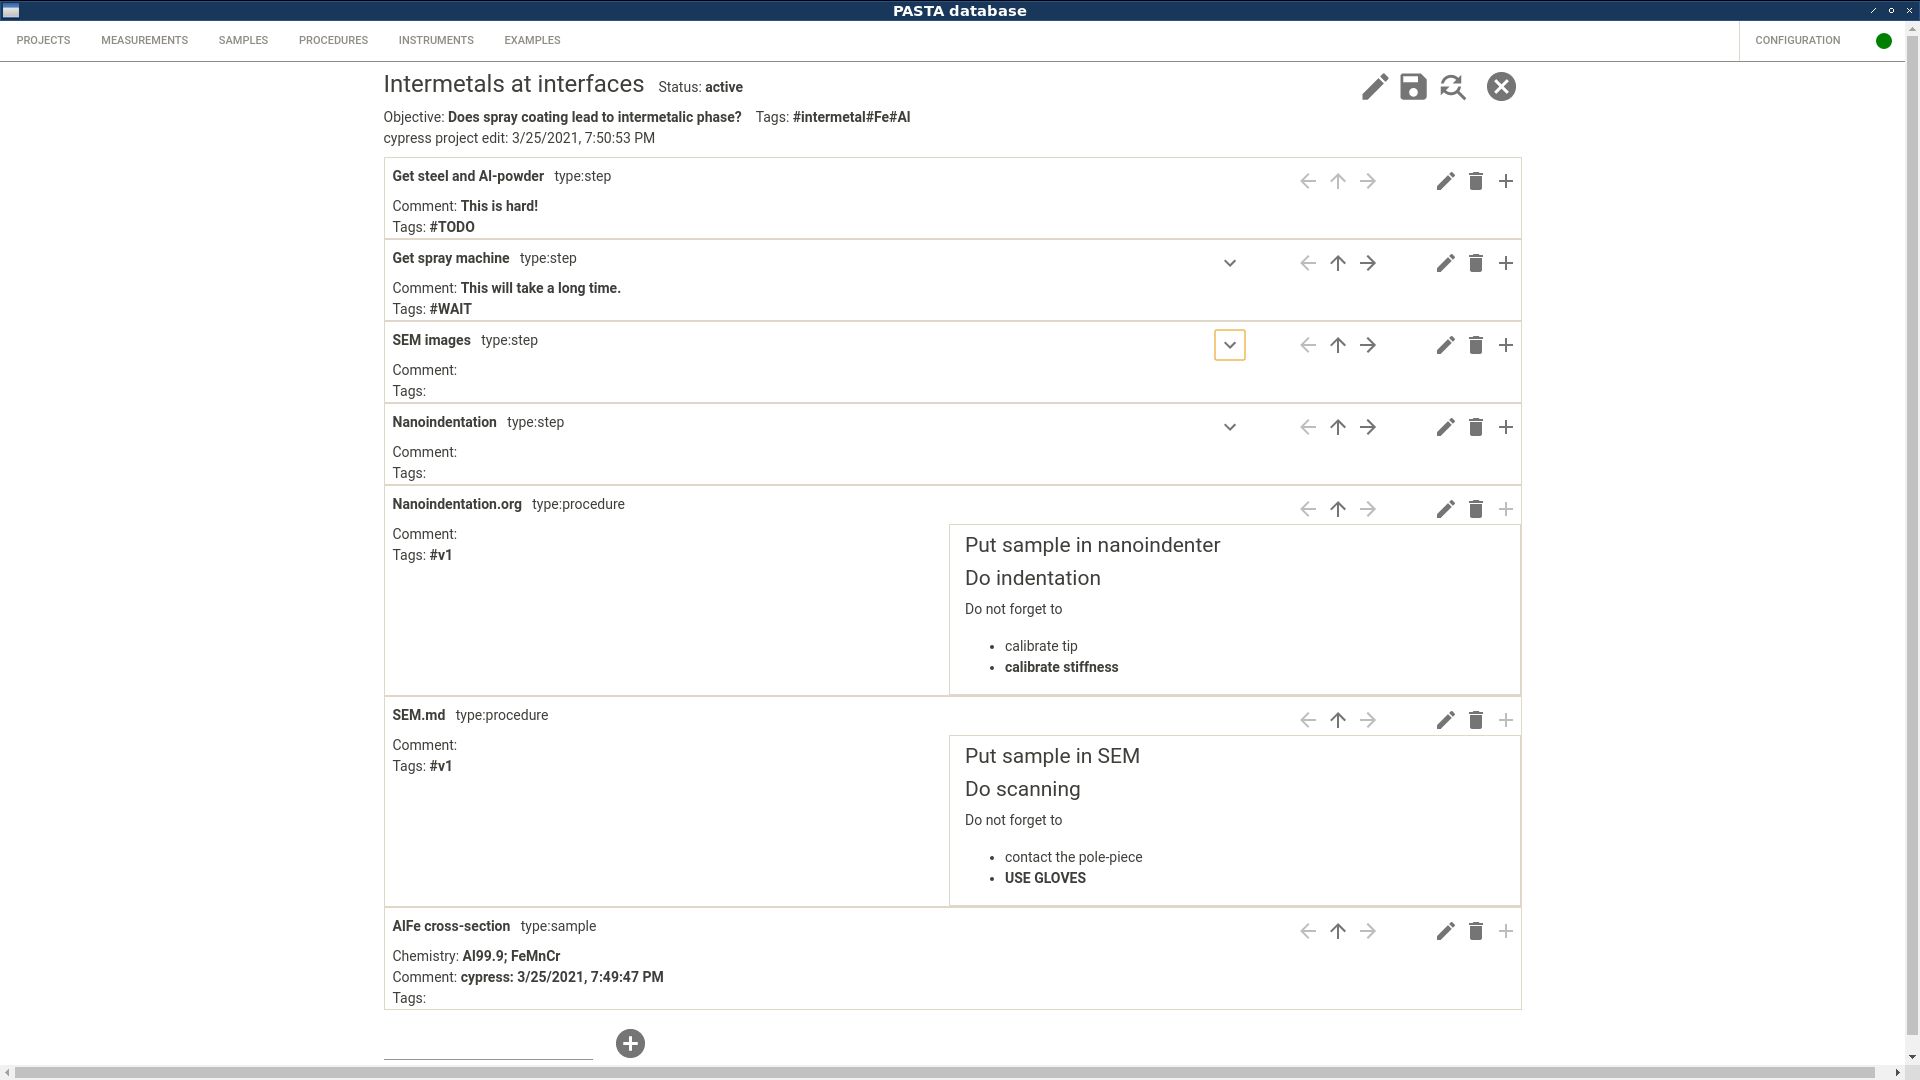 PASTA database
PROJECTS MEASUREMENTS SAMPLES PROCEDURES INSTRUMENTS EXAMPLES CONFIGURATION
Intermetals at interfaces Status: active
Objective: Does spray coating lead to intermetalic phase? Tags: #intermetal#Fe#Al
cypress project edit: 3/25/2021, 7:50:53 PM
Get steel and Al-powder type:step
Comment: This is hard!
Tags: #TODO
Get spray machine type:step
Comment: This will take a long time.
Tags: #WAIT
SEM images type:step
Comment:
Tags:
Nanoindentation type:step
Comment:
Tags:
Nanoindentation.org type:procedure
Comment:
Tags: #v1
Put sample in nanoindenter
Do indentation
Do not forget to
• calibrate tip
• calibrate stiffness
SEM.md type:procedure
Comment:
Tags: #v1
Put sample in SEM
Do scanning
Do not forget to
• contact the pole-piece
• USE GLOVES
AlFe cross-section type:sample
Chemistry: Al99.9; FeMnCr
Comment: cypress: 3/25/2021, 7:49:47 PM
Tags: